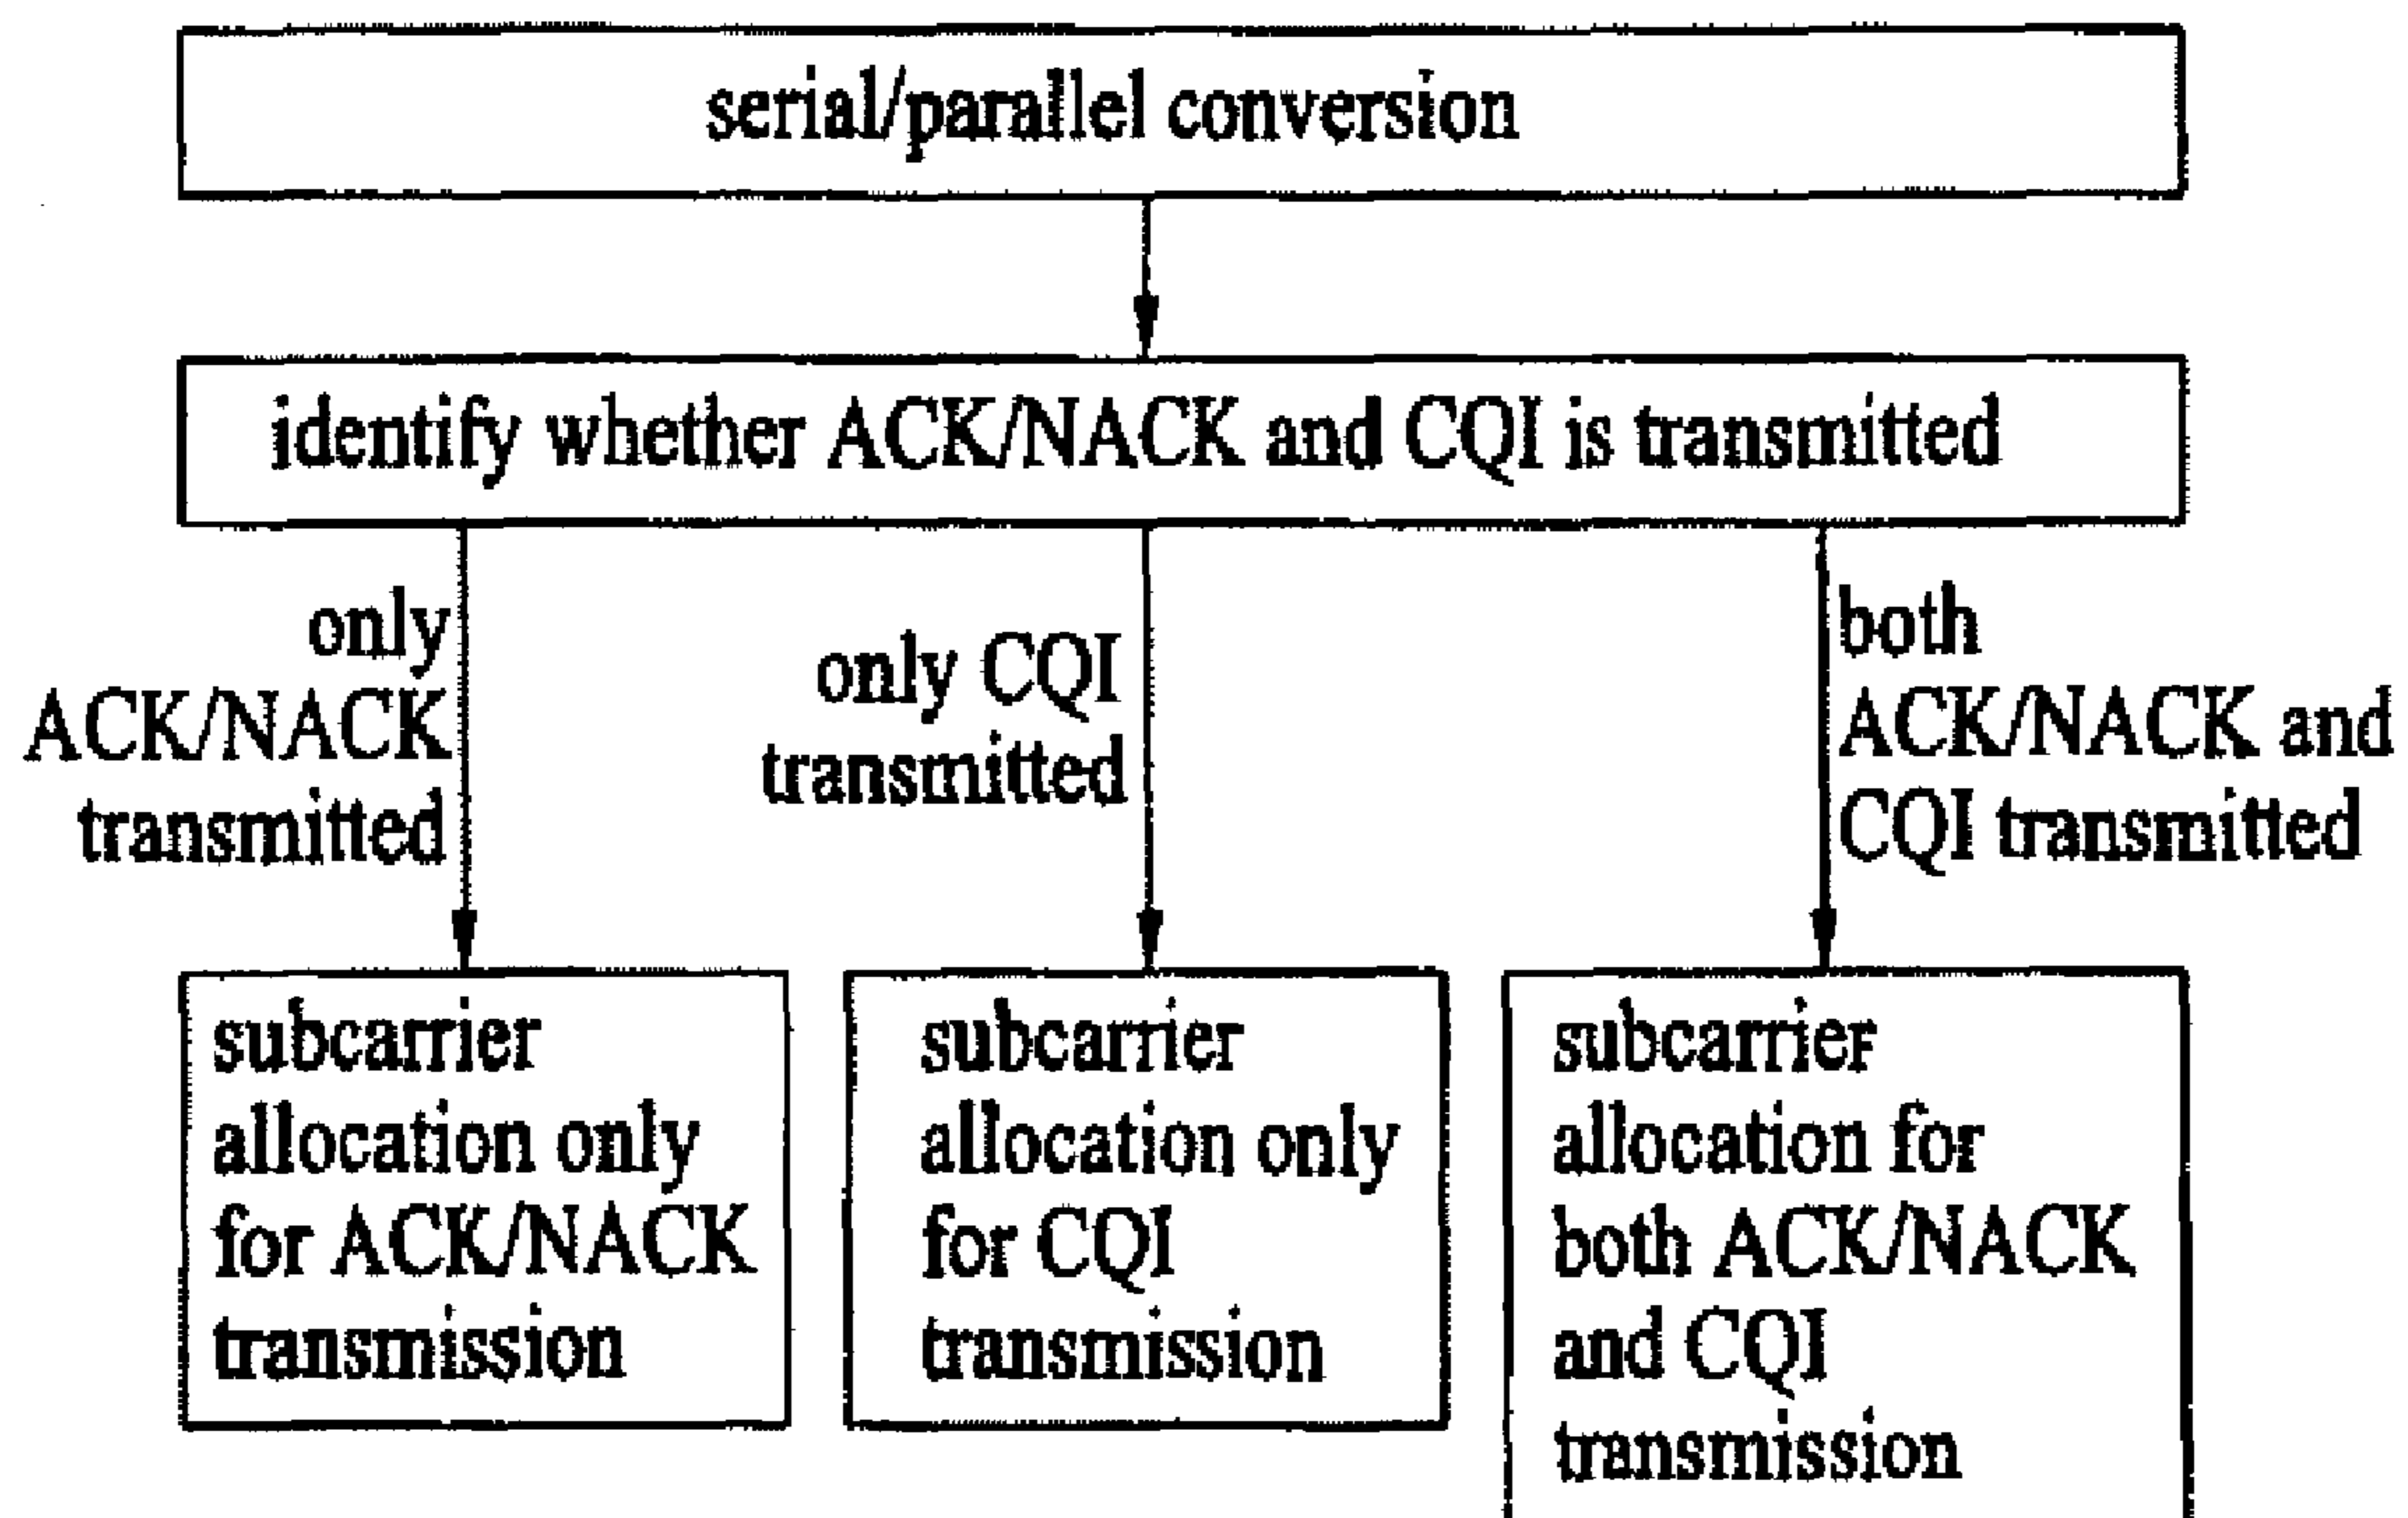 serial/parallel conversion
identify whether ACK/NACK and CQI is transmitted
only
ACK/NACK
transmitted
only CQI
transmitted
both
ACK/NACK and
CQI transmitted
subcarrier
allocation only
for ACK/NACK
transmission
subcarrier
allocation only
for CQI
transmission
subcarrier
allocation for
both ACK/NACK
and CQI
transmission